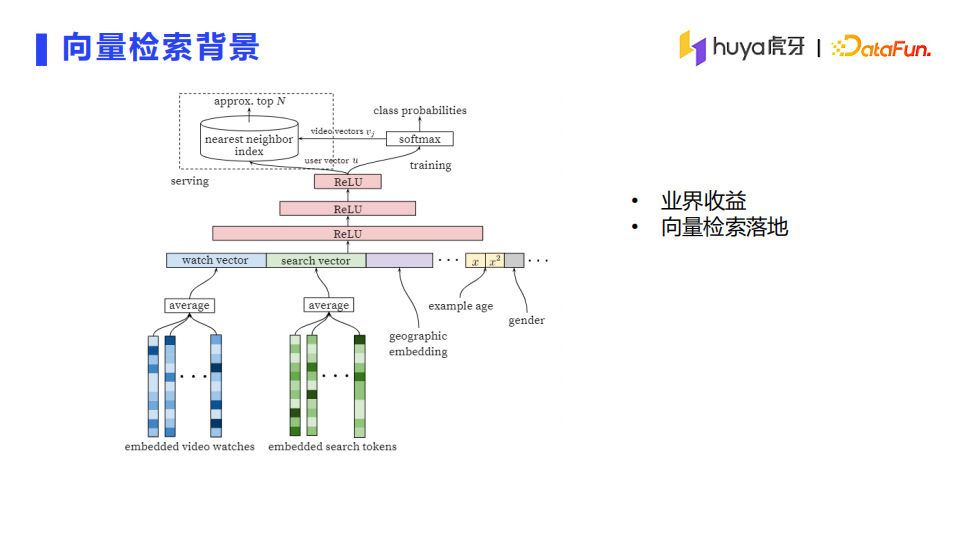 向量检索背景
huya虎牙 | DataFun.
approx. top N
class probabilities
nearest neighbor
index
video vectors vⱼ
softmax
user vector u
training
serving
ReLU
ReLU
ReLU
watch vector
search vector
...
x
x²
...
average
average
example age
gender
geographic
embedding
...
...
embedded video watches
embedded search tokens
• 业界收益
• 向量检索落地